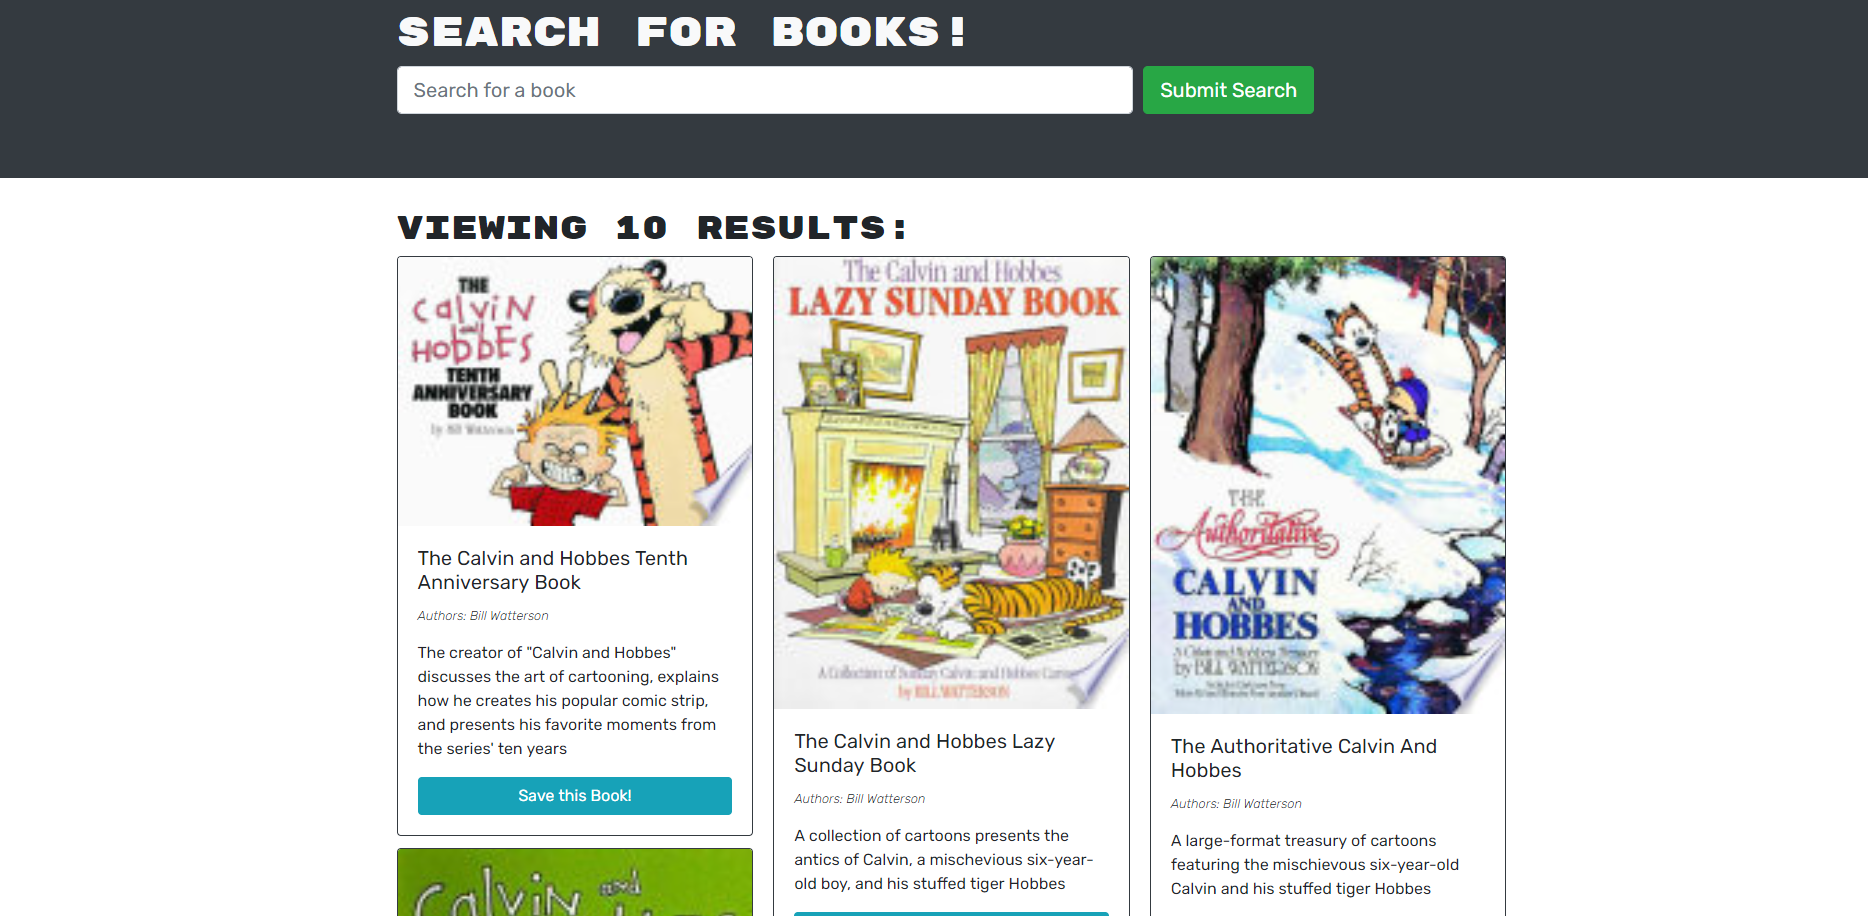 SEARCH FOR BOOKS!
Search for a book
Submit Search
VIEWING 10 RESULTS:
THE
CALVIN
and
HOBBES
TENTH
ANNIVERSARY
BOOK
by Bill Watterson
The Calvin and Hobbes Tenth
Anniversary Book
Authors: Bill Watterson
The creator of "Calvin and Hobbes"
discusses the art of cartooning, explains
how he creates his popular comic strip,
and presents his favorite moments from
the series' ten years
Save this Book!
Calvin and
The Calvin and Hobbes
LAZY SUNDAY BOOK
A Collection of Sunday Calvin and Hobbes
by BILL WATTERSON
The Calvin and Hobbes Lazy
Sunday Book
Authors: Bill Watterson
A collection of cartoons presents the
antics of Calvin, a mischevious six-year-
old boy, and his stuffed tiger Hobbes
THE
Authoritative
CALVIN
AND
HOBBES
A Calvin and Hobbes Treasury
by BILL WATTERSON
The Authoritative Calvin And
Hobbes
Authors: Bill Watterson
A large-format treasury of cartoons
featuring the mischievous six-year-old
Calvin and his stuffed tiger Hobbes